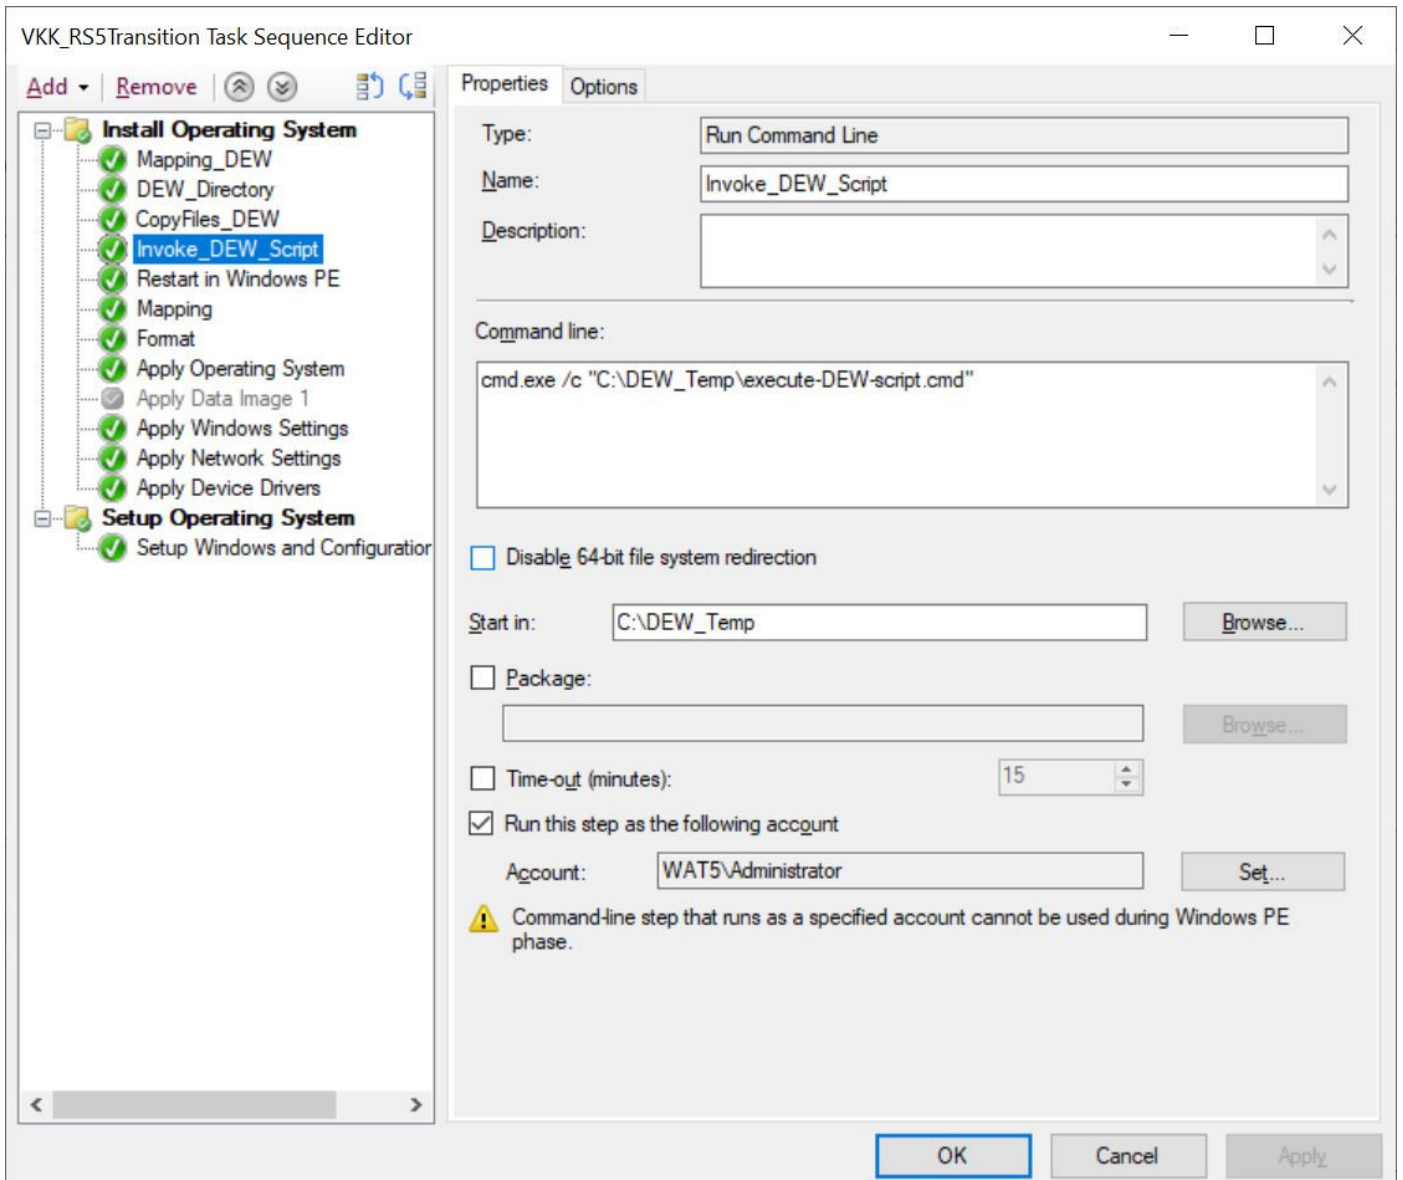 VKK_RS5Transition Task Sequence Editor
Add Remove
Install Operating System
Mapping_DEW
DEW_Directory
CopyFiles_DEW
Invoke_DEW_Script
Restart in Windows PE
Mapping
Format
Apply Operating System
Apply Data Image 1
Apply Windows Settings
Apply Network Settings
Apply Device Drivers
Setup Operating System
Setup Windows and Configuration
Properties Options
Type: Run Command Line
Name: Invoke_DEW_Script
Description:
Command line:
cmd.exe /c "C:\DEW_Temp\execute-DEW-script.cmd"
Disable 64-bit file system redirection
Start in: C:\DEW_Temp Browse...
Package:
Browse...
Time-out (minutes): 15
Run this step as the following account
Account: WAT5\Administrator Set...
Command-line step that runs as a specified account cannot be used during Windows PE
phase.
OK Cancel Apply